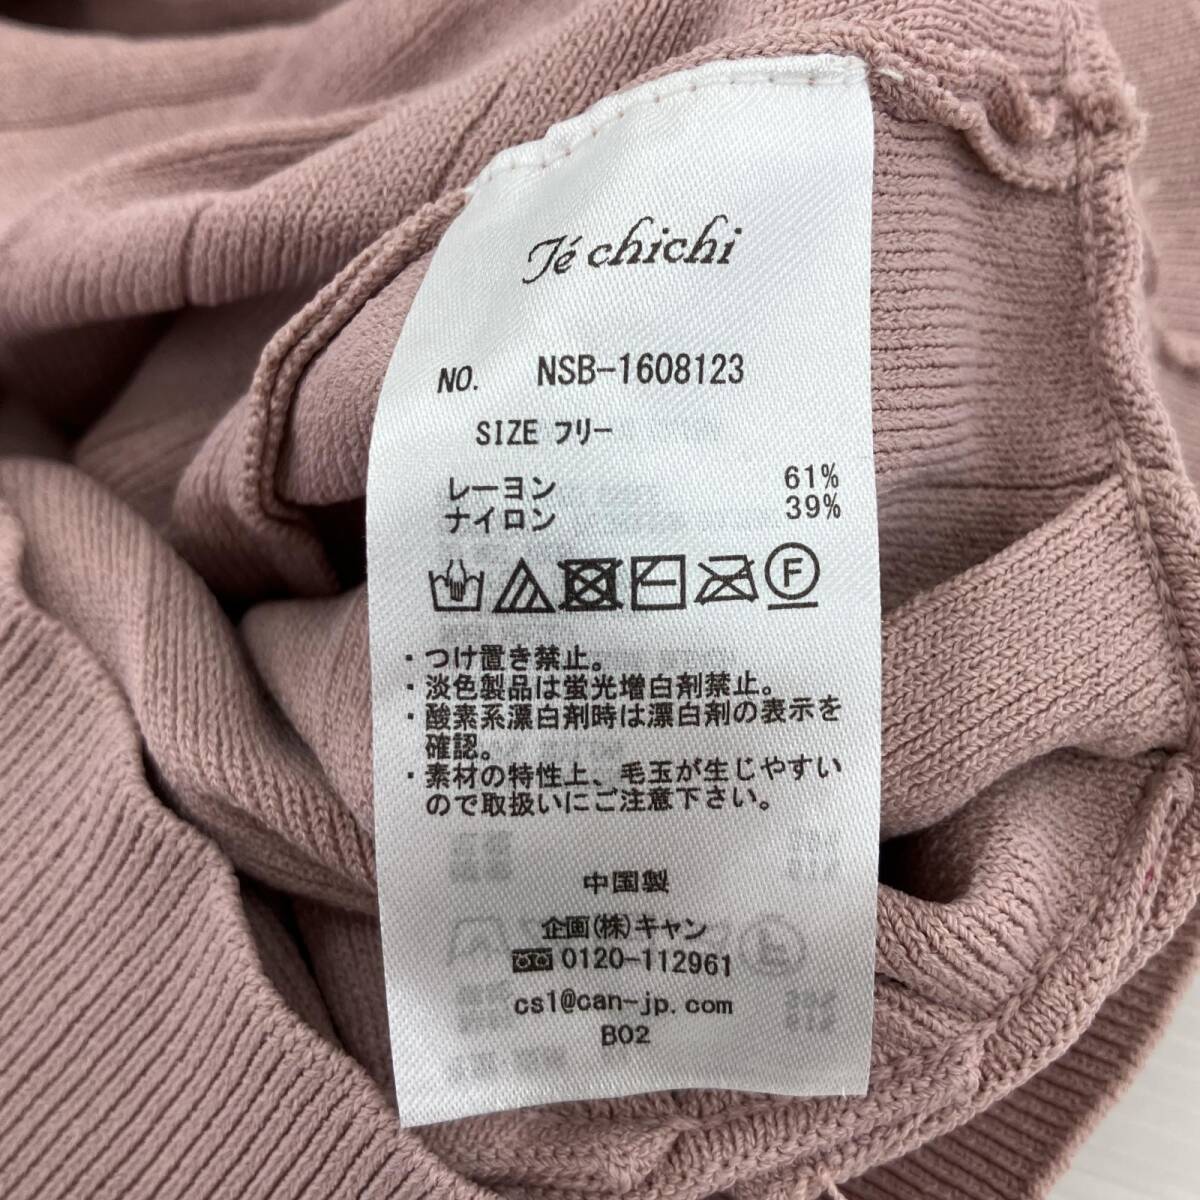 Jé chichi
NO. NSB-1608123
SIZE フリー
レーヨン 61%
ナイロン 39%
F
・つけ置き禁止。
・淡色製品は蛍光増白剤禁止。
・酸素系漂白剤時は漂白剤の表示を
確認。
・素材の特性上、毛玉が生じやすい
ので取扱いにご注意下さい。
中国製
企画(株)キャン
0120-112961
cs1@can-jp.com
B02